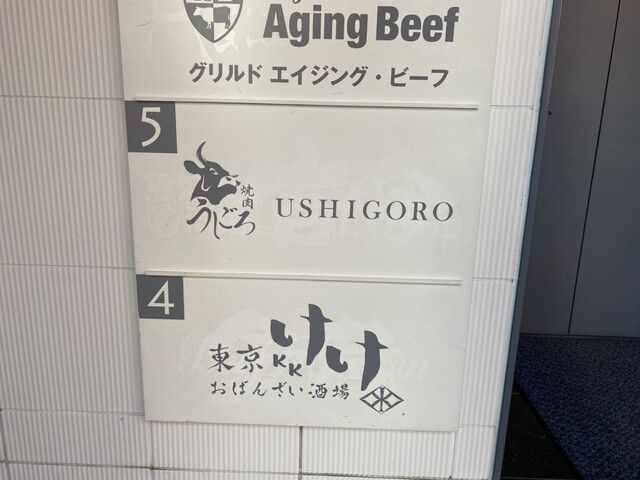 Aging Beef
グリルド エイジング・ビーフ
5
焼肉
うしごろ
USHIGORO
4
東京
けけ
KK
おばんざい酒場